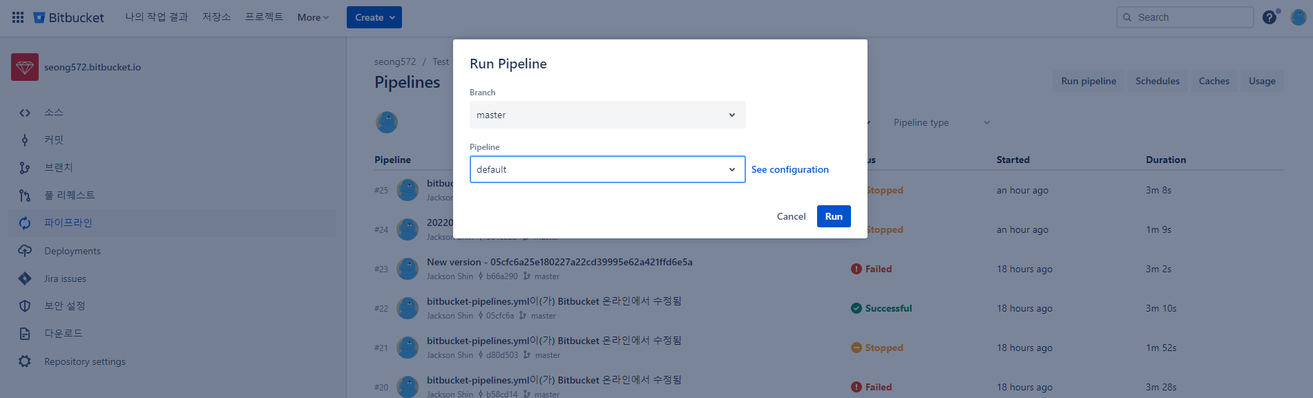 Bitbucket 나의 작업 결과 저장소 프로젝트 More Create Search
seong572.bitbucket.io
소스
커밋
브랜치
풀 리퀘스트
파이프라인
Deployments
Jira issues
보안 설정
다운로드
Repository settings
seong572 / Test
Pipelines
Run pipeline Schedules Caches Usage
Pipeline type
Run Pipeline
Branch
master
Pipeline
default See configuration
Cancel Run
Pipeline Started Duration
#25 Stopped an hour ago 3m 8s
Jackson
#24 Stopped an hour ago 1m 9s
Jackson Shin master
#23 New version - 05cfc6a25e180227a22cd39995e62a421ffd6e5a Failed 18 hours ago 3m 2s
Jackson Shin b66a290 master
#22 bitbucket-pipelines.yml이(가) Bitbucket 온라인에서 수정됨 Successful 18 hours ago 3m 10s
Jackson Shin 05cfc6a master
#21 bitbucket-pipelines.yml이(가) Bitbucket 온라인에서 수정됨 Stopped 18 hours ago 1m 52s
Jackson Shin d80d503 master
#20 bitbucket-pipelines.yml이(가) Bitbucket 온라인에서 수정됨 Failed 18 hours ago 3m 28s
Jackson Shin b58cd14 master